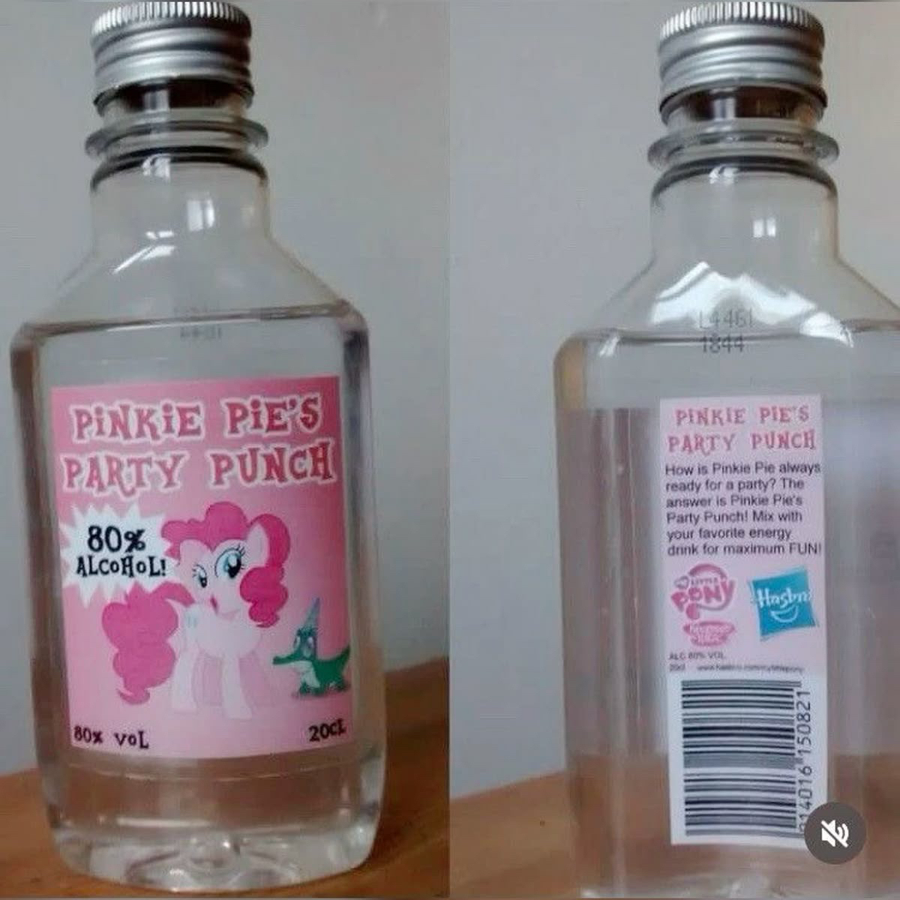 PiNKiE PiE'S
PARTY PUNCH
80%
ALCoHoL!
80% VoL
20CL
L4461
1844
PiNKiE PiE'S
PARTY PUNCH
How is Pinkie Pie always
ready for a party? The
answer is Pinkie Pie's
Party Punch! Mix with
your favorite energy
drink for maximum FUN!
PONY
Hasbro
ALC 80% VOL
20cl
14016 150821